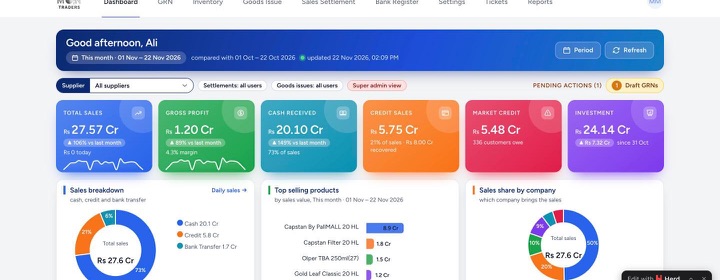 TRADERS
Dashboard
GRN
Inventory
Goods Issue
Sales Settlement
Bank Register
Settings
Tickets
Reports
MM
Good afternoon, Ali
This month · 01 Nov – 22 Nov 2026
compared with 01 Oct – 22 Oct 2026
updated 22 Nov 2026, 02:09 PM
Period
Refresh
Supplier
All suppliers
Settlements: all users
Goods issues: all users
Super admin view
PENDING ACTIONS (1)
1
Draft GRNs
TOTAL SALES
Rs 27.57 Cr
▲ 106% vs last month
Rs 0 today
GROSS PROFIT
Rs 1.20 Cr
▲ 89% vs last month
4.3% margin
CASH RECEIVED
Rs 20.10 Cr
▲ 149% vs last month
73% of sales
CREDIT SALES
Rs 5.75 Cr
21% of sales · Rs 8.00 Cr
recovered
MARKET CREDIT
Rs 5.48 Cr
336 customers owe
INVESTMENT
Rs 24.14 Cr
▲ Rs 7.32 Cr since 31 Oct
Sales breakdown
Daily sales →
cash, credit and bank transfer
6%
21%
73%
Total sales
Rs 27.6 Cr
Cash 20.1 Cr
Credit 5.8 Cr
Bank Transfer 1.7 Cr
Top selling products
by sales value, This month · 01 Nov – 22 Nov 2026
Capstan By PallMALL 20 HL
8.9 Cr
Capstan Filter 20 HL
1.8 Cr
Olper TBA 250ml(27)
1.5 Cr
Gold Leaf Classic 20 HL
1.2 Cr
Sales share by company
which company brings the sales
9%
10%
20%
50%
Total sales
Rs 27.6 Cr
Edit with Herd